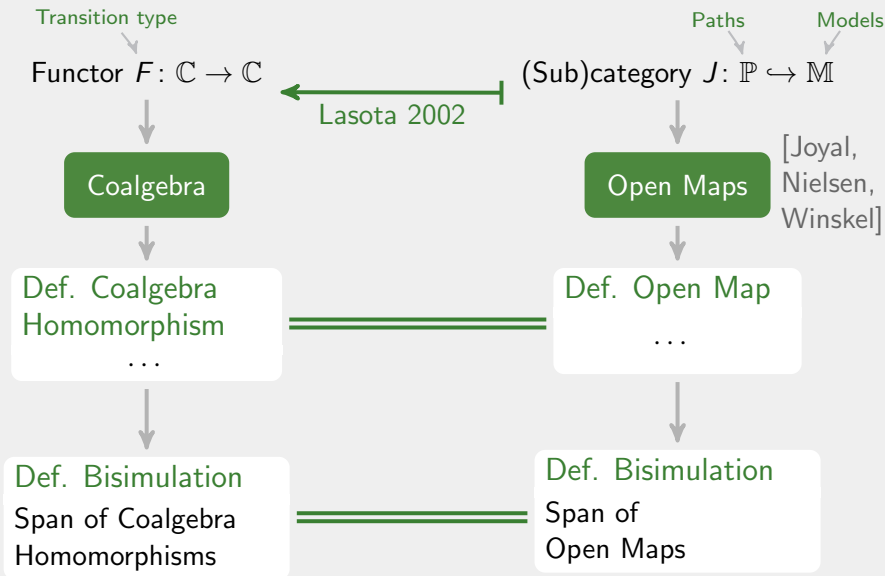 Transition type
Paths
Models
Functor F: ℂ → ℂ
(Sub)category J: ℙ ↪ 𝕄
Lasota 2002
Coalgebra
Open Maps
[Joyal,
Nielsen,
Winskel]
Def. Coalgebra
Homomorphism
...
Def. Open Map
...
Def. Bisimulation
Span of Coalgebra
Homomorphisms
Def. Bisimulation
Span of
Open Maps